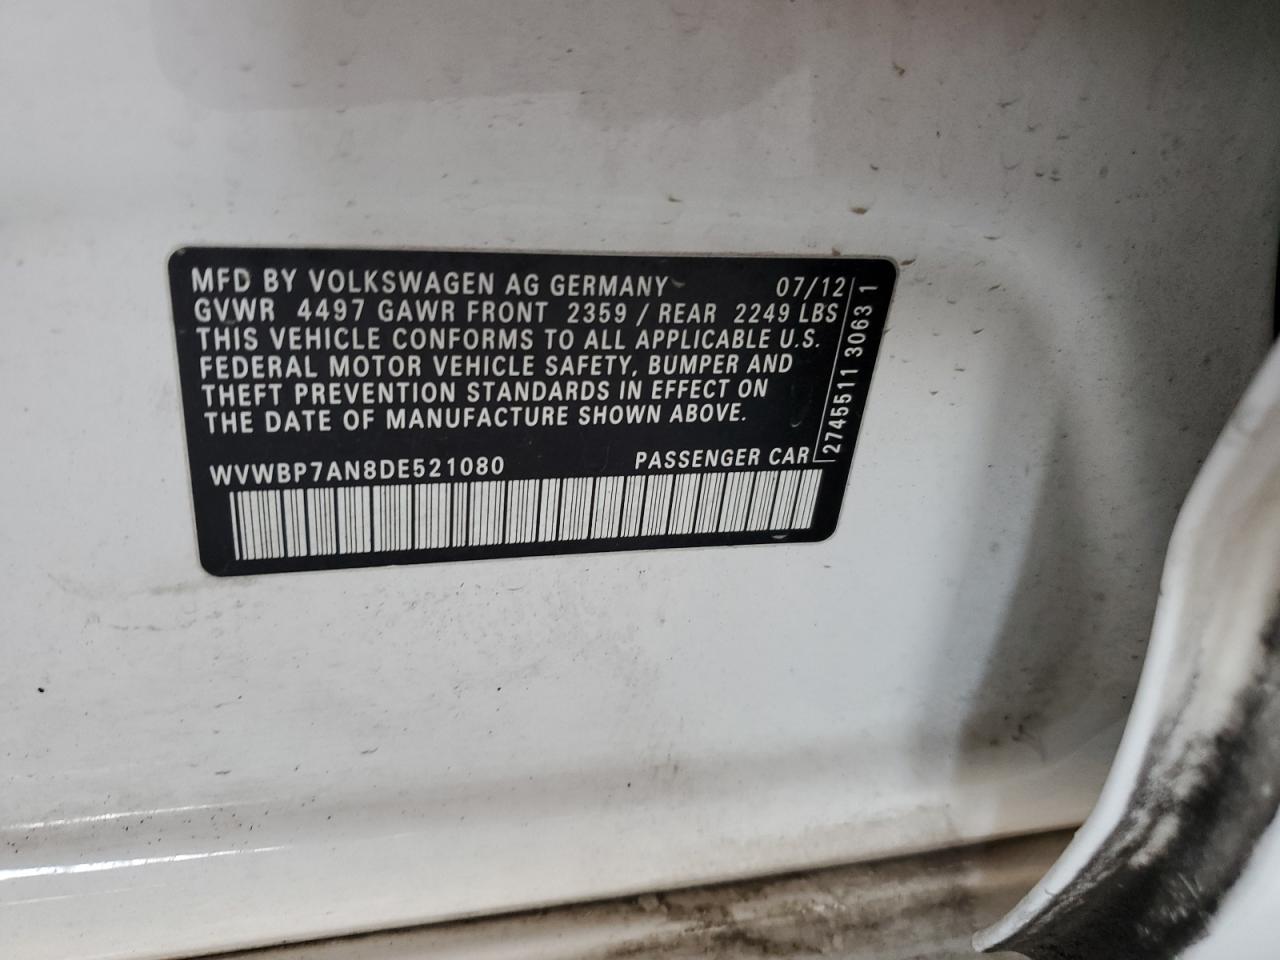 MFD BY VOLKSWAGEN AG GERMANY 07/12
GVWR 4497 GAWR FRONT 2359 / REAR 2249 LBS
THIS VEHICLE CONFORMS TO ALL APPLICABLE U.S.
FEDERAL MOTOR VEHICLE SAFETY, BUMPER AND
THEFT PREVENTION STANDARDS IN EFFECT ON
THE DATE OF MANUFACTURE SHOWN ABOVE.
WVWBP7AN8DE521080 PASSENGER CAR
2745511 30631